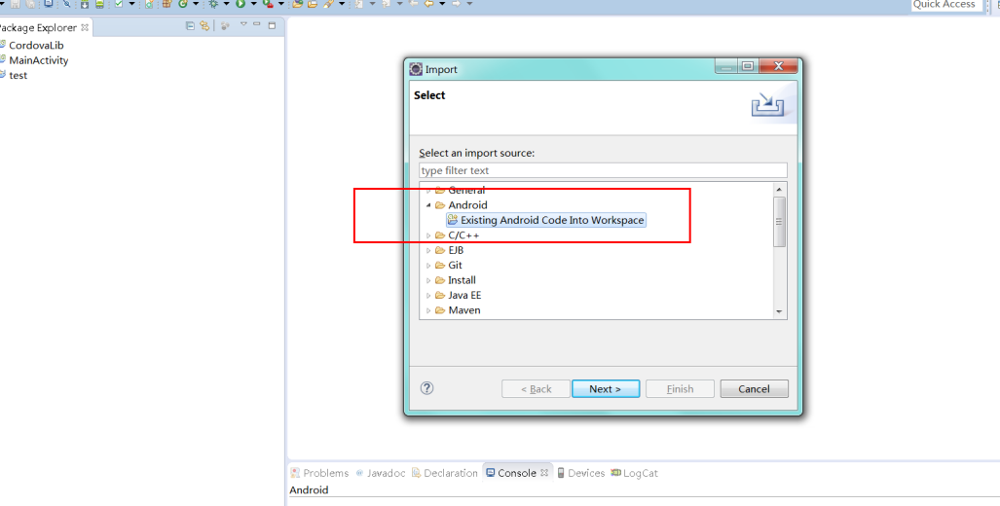 Quick Access
Package Explorer
CordovaLib
MainActivity
test
Import
Select
Select an import source:
type filter text
General
Android
Existing Android Code Into Workspace
C/C++
EJB
Git
Install
Java EE
Maven
? < Back Next > Finish Cancel
Problems @ Javadoc Declaration Console Devices LogCat
Android